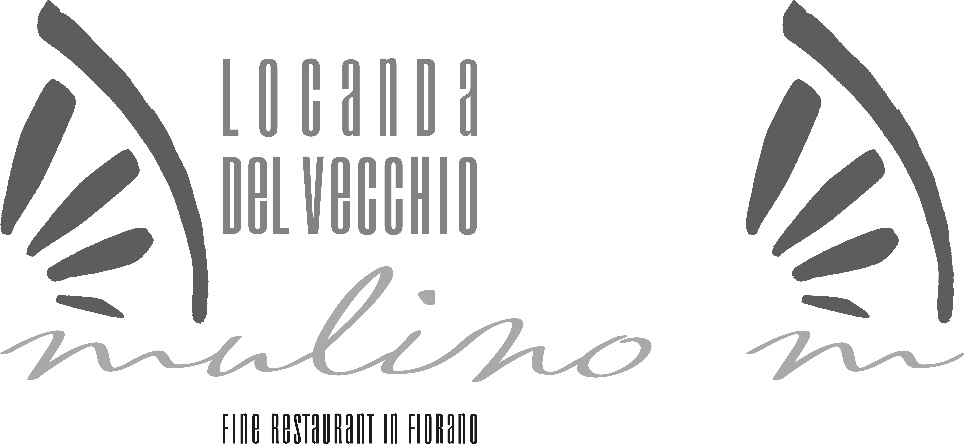 LOCaNDa
DeL VeCCHIO
mulino
FINE RESTAURANT IN FIORANO
m